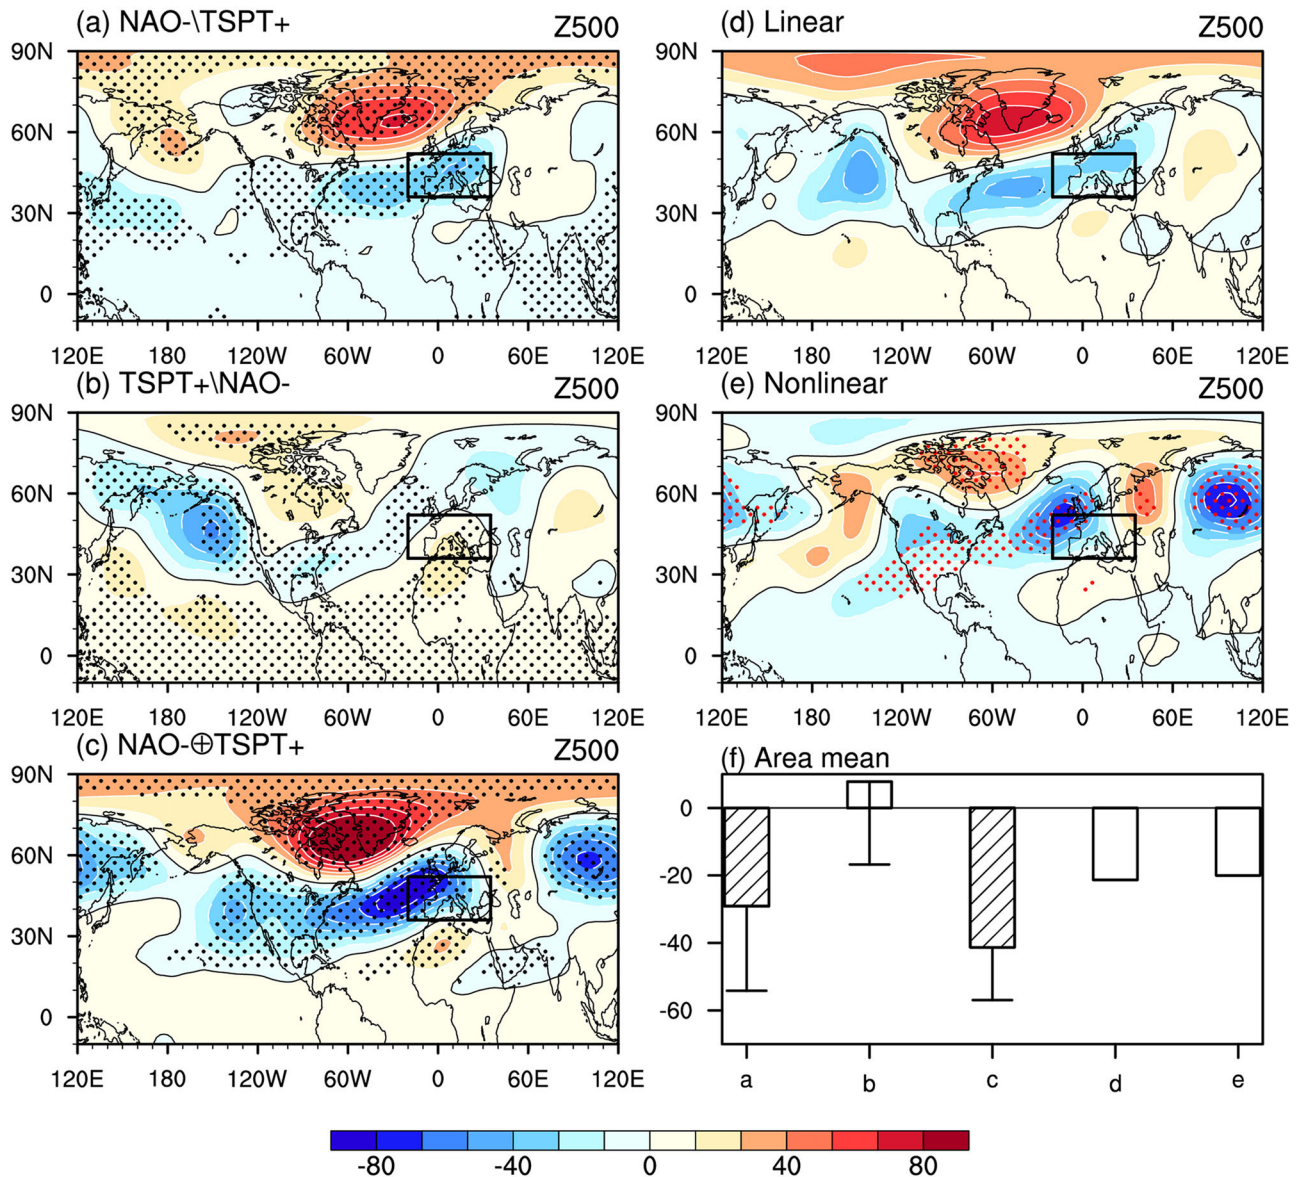 (a) NAO-\TSPT+ Z500
90N
60N
30N
0
120E 180 120W 60W 0 60E 120E
(b) TSPT+\NAO- Z500
90N
60N
30N
0
120E 180 120W 60W 0 60E 120E
(c) NAO-⊕TSPT+ Z500
90N
60N
30N
0
120E 180 120W 60W 0 60E 120E
(d) Linear Z500
90N
60N
30N
0
120E 180 120W 60W 0 60E 120E
(e) Nonlinear Z500
90N
60N
30N
0
120E 180 120W 60W 0 60E 120E
(f) Area mean
0
-20
-40
-60
a b c d e
-80 -40 0 40 80